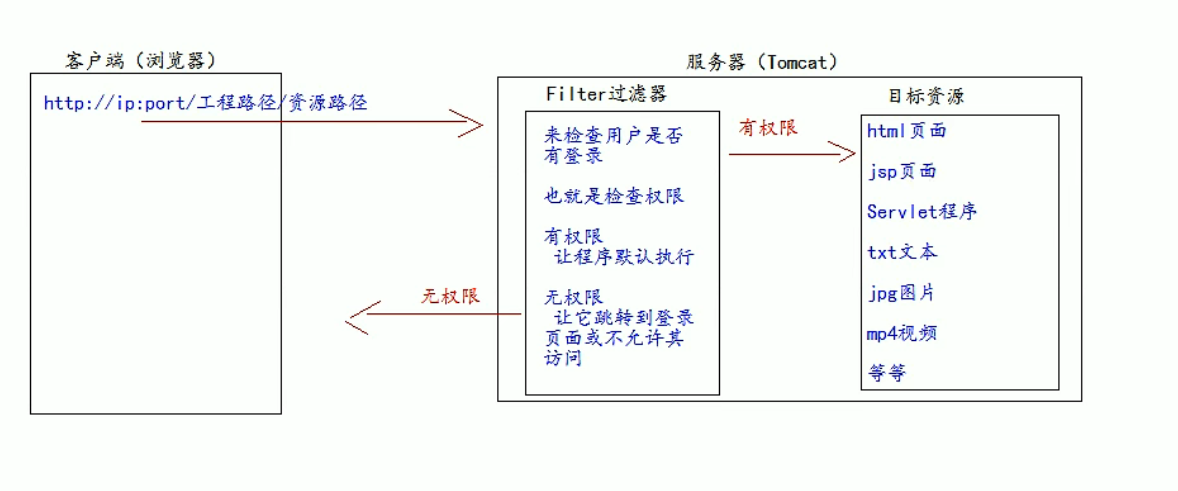 客户端（浏览器）
http://ip:port/工程路径/资源路径
服务器（Tomcat）
Filter过滤器
来检查用户是否
有登录
也就是检查权限
有权限
让程序默认执行
无权限
让它跳转到登录
页面或不允许其
访问
有权限
无权限
目标资源
html页面
jsp页面
Servlet程序
txt文本
jpg图片
mp4视频
等等